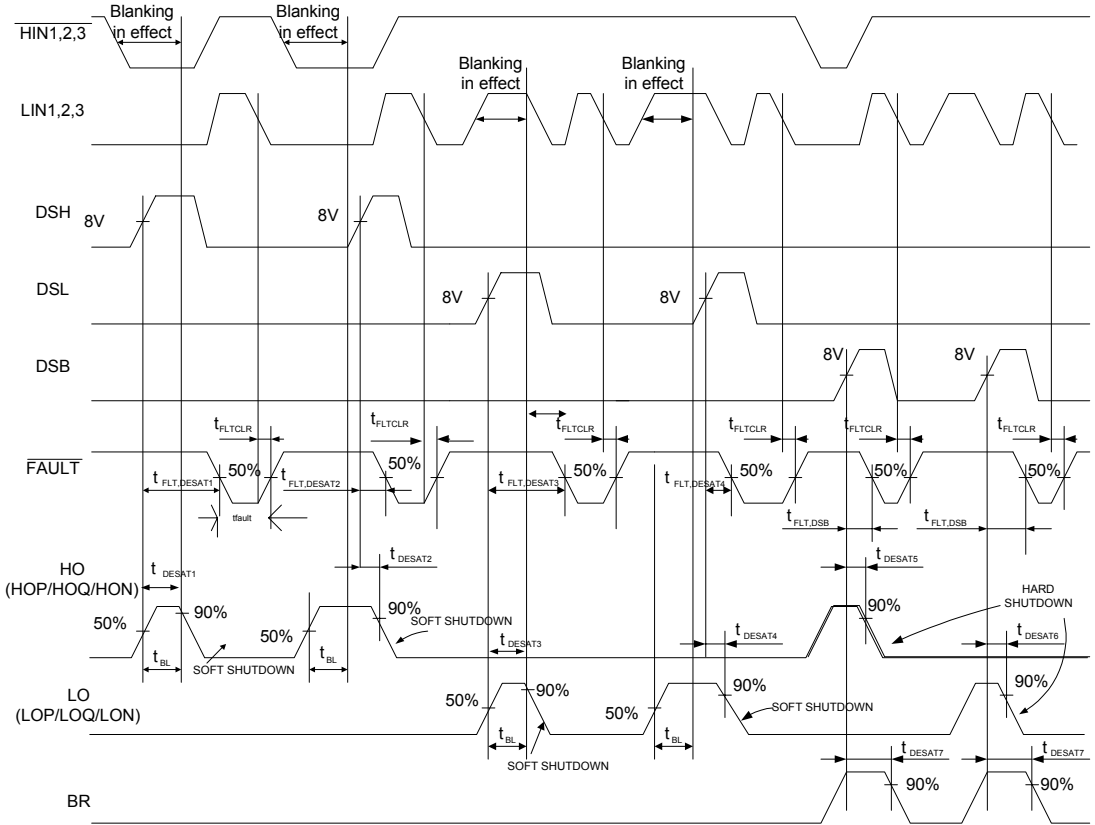 Blanking
in effect
Blanking
in effect
HIN1,2,3
Blanking
in effect
Blanking
in effect
LIN1,2,3
DSH
8V
8V
DSL
8V
8V
DSB
8V
8V
tFLTCLR
tFLTCLR
tFLTCLR
tFLTCLR
tFLTCLR
tFLTCLR
FAULT
50%
50%
50%
50%
50%
50%
tFLT,DESAT1
tFLT,DESAT2
tFLT,DESAT3
tFLT,DESAT4
tfault
tFLT,DSB
tFLT,DSB
HO
(HOP/HOQ/HON)
tDESAT1
tDESAT2
tDESAT5
HARD
SHUTDOWN
50%
90%
50%
90%
90%
SOFT SHUTDOWN
tBL
SOFT SHUTDOWN
tBL
tDESAT3
tDESAT4
tDESAT6
LO
(LOP/LOQ/LON)
50%
90%
50%
90%
90%
SOFT SHUTDOWN
tBL
SOFT SHUTDOWN
tBL
tDESAT7
tDESAT7
BR
90%
90%